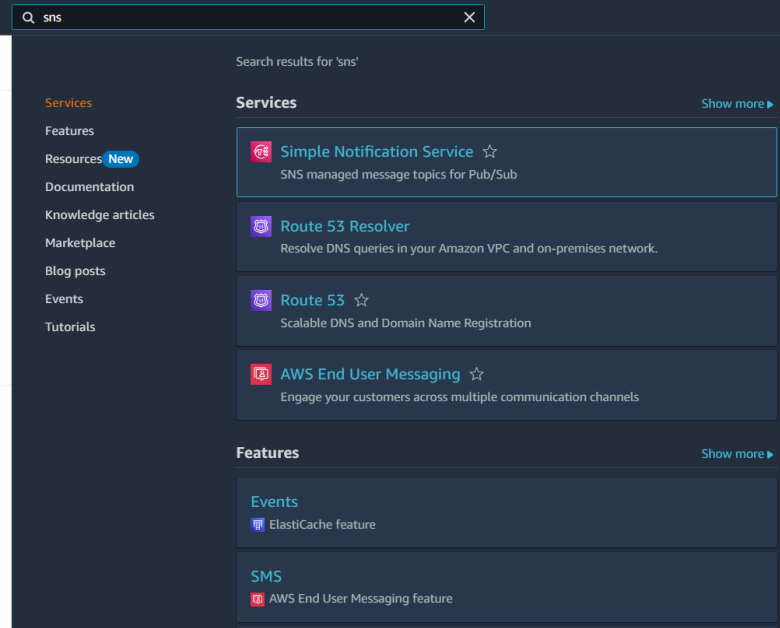 sns
Search results for 'sns'
Services
Features
Resources New
Documentation
Knowledge articles
Marketplace
Blog posts
Events
Tutorials
Services
Show more
Simple Notification Service
SNS managed message topics for Pub/Sub
Route 53 Resolver
Resolve DNS queries in your Amazon VPC and on-premises network.
Route 53
Scalable DNS and Domain Name Registration
AWS End User Messaging
Engage your customers across multiple communication channels
Features
Show more
Events
ElastiCache feature
SMS
AWS End User Messaging feature